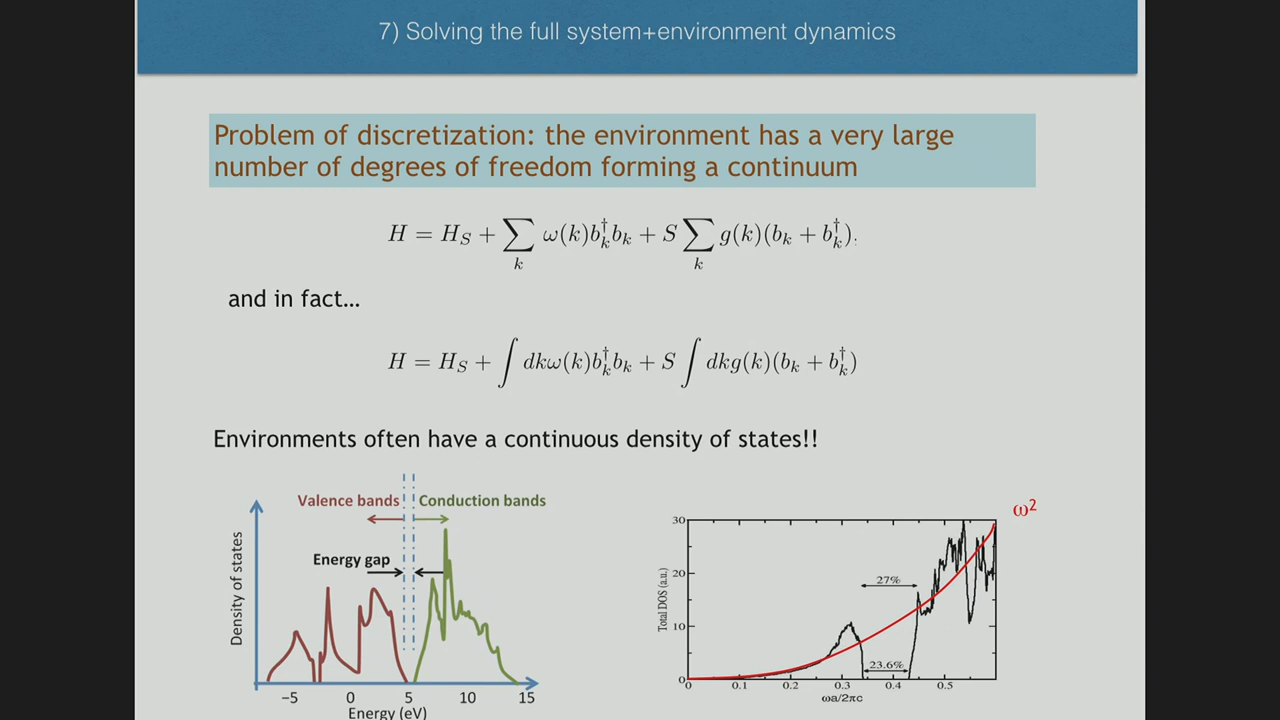 7) Solving the full system+environment dynamics
Problem of discretization: the environment has a very large
number of degrees of freedom forming a continuum
H = H_S + ∑_k ω(k)b_k^† b_k + S ∑_k g(k)(b_k + b_k^†).
and in fact...
H = H_S + ∫ dkω(k)b_k^† b_k + S ∫ dkg(k)(b_k + b_k^†)
Environments often have a continuous density of states!!
Valence bands
Conduction bands
Energy gap
Density of states
−5 0 5 10 15
Energy (eV)
ω²
30
20
10
0
Total DOS (a.u.)
27%
23.6%
0 0.1 0.2 0.3 0.4 0.5
ωa/2πc